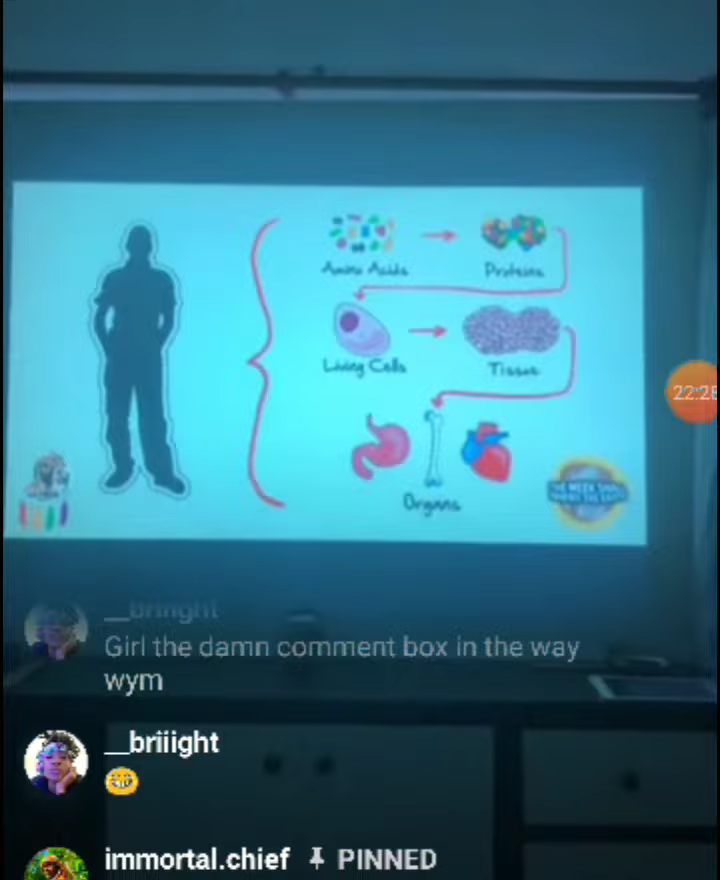 Amino Acids
Proteins
Living Cells
Tissue
Organs
22:2
Girl the damn comment box in the way
wym
__briiight
immortal.chief PINNED